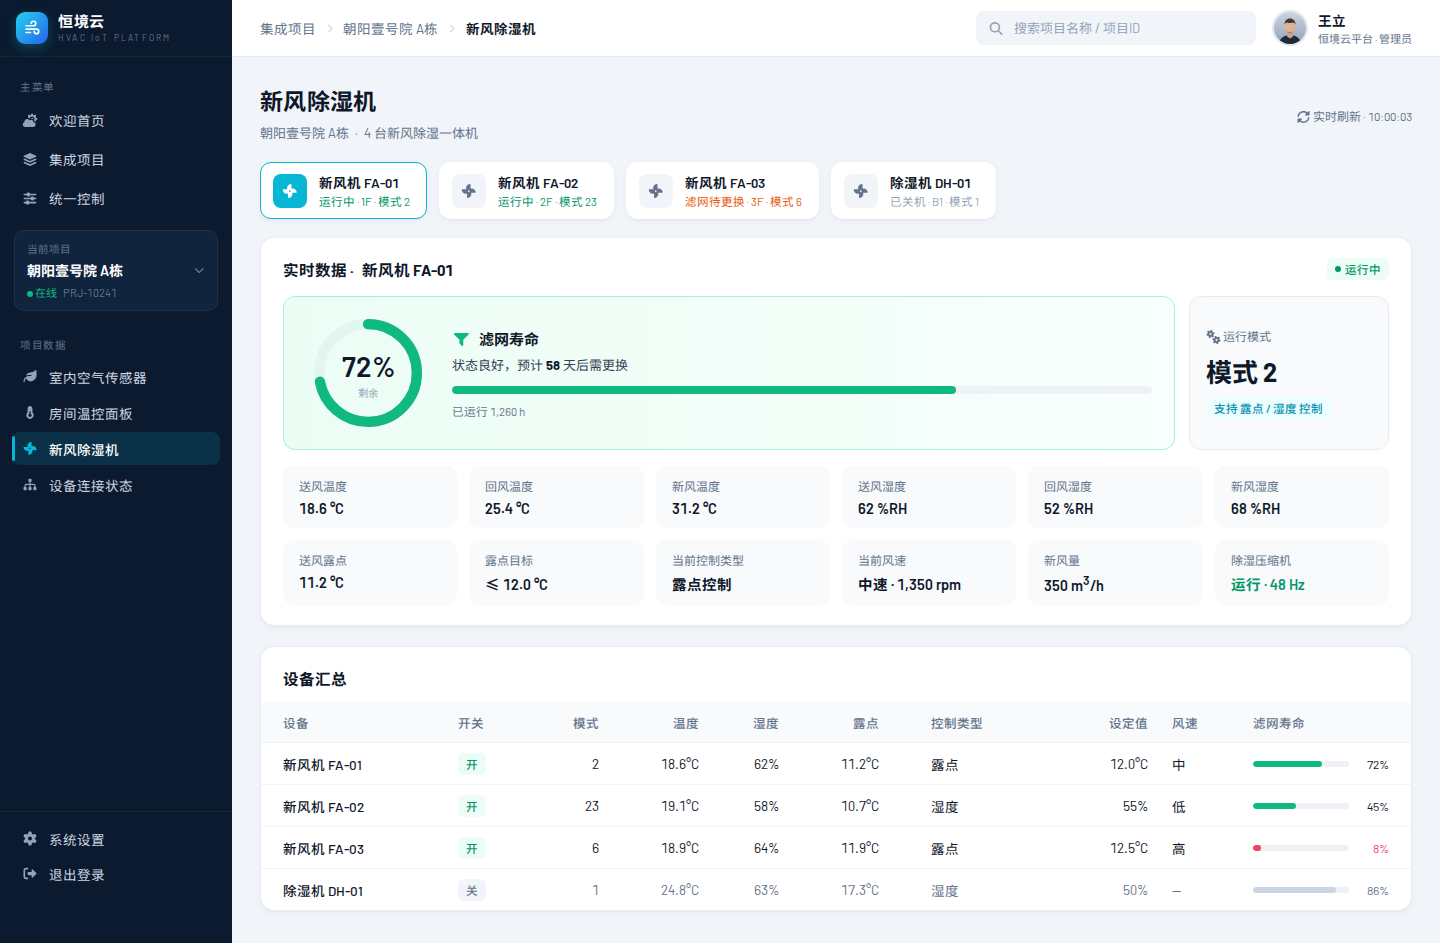 恒境云
HVAC IoT PLATFORM
主菜单
欢迎首页
集成项目
统一控制
当前项目
朝阳壹号院 A栋
在线 PRJ-10241
项目数据
室内空气传感器
房间温控面板
新风除湿机
设备连接状态
系统设置
退出登录
集成项目 朝阳壹号院 A栋 新风除湿机
搜索项目名称 / 项目ID
王立
恒境云平台 · 管理员
新风除湿机
朝阳壹号院 A栋 · 4 台新风除湿一体机
实时刷新 · 10:00:03
新风机 FA-01
运行中 · 1F · 模式 2
新风机 FA-02
运行中 · 2F · 模式 23
新风机 FA-03
滤网待更换 · 3F · 模式 6
除湿机 DH-01
已关机 · B1 · 模式 1
实时数据 · 新风机 FA-01
运行中
72%
剩余
滤网寿命
状态良好，预计 58 天后需更换
已运行 1,260 h
运行模式
模式 2
支持 露点 / 湿度 控制
送风温度 回风温度 新风温度 送风湿度 回风湿度 新风湿度
18.6 °C 25.4 °C 31.2 °C 62 %RH 52 %RH 68 %RH
送风露点 露点目标 当前控制类型 当前风速 新风量 除湿压缩机
11.2 °C ≤ 12.0 °C 露点控制 中速 · 1,350 rpm 350 m³/h 运行 · 48 Hz
设备汇总
设备 开关 模式 温度 湿度 露点 控制类型 设定值 风速 滤网寿命
新风机 FA-01 开 2 18.6°C 62% 11.2°C 露点 12.0°C 中 72%
新风机 FA-02 开 23 19.1°C 58% 10.7°C 湿度 55% 低 45%
新风机 FA-03 开 6 18.9°C 64% 11.9°C 露点 12.5°C 高 8%
除湿机 DH-01 关 1 24.8°C 63% 17.3°C 湿度 50% — 86%